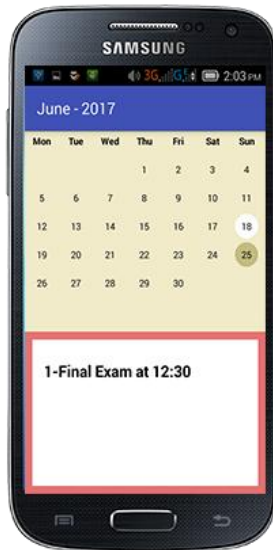 SAMSUNG
3G G 2:03 PM
June - 2017
Mon Tue Wed Thu Fri Sat Sun
1 2 3 4
5 6 7 8 9 10 11
12 13 14 15 16 17 18
19 20 21 22 23 24 25
26 27 28 29 30
1-Final Exam at 12:30